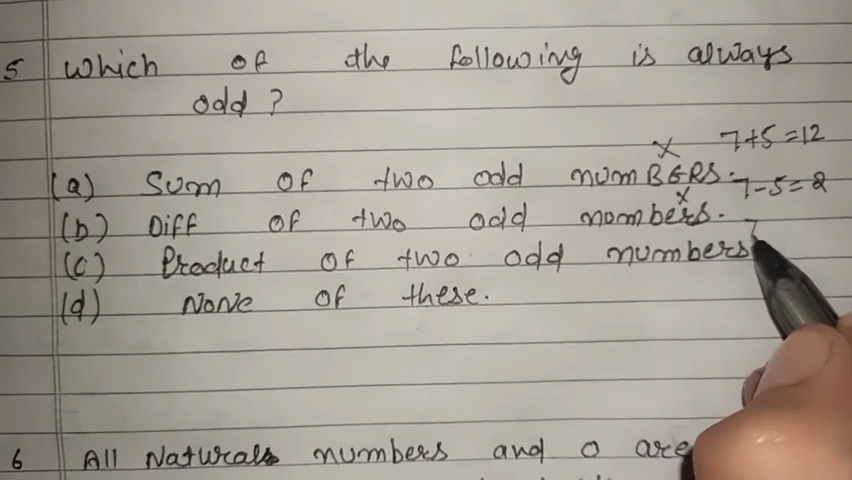 5 Which of the following is always
odd ?
x 7+5=12
(a) Sum of two odd numBERS. 7-5=2
x
(b) Diff of two odd nombers. 7
(c) Product of two odd numbers
(d) NoNe of these.
6 All Naturals numbers and 0 are